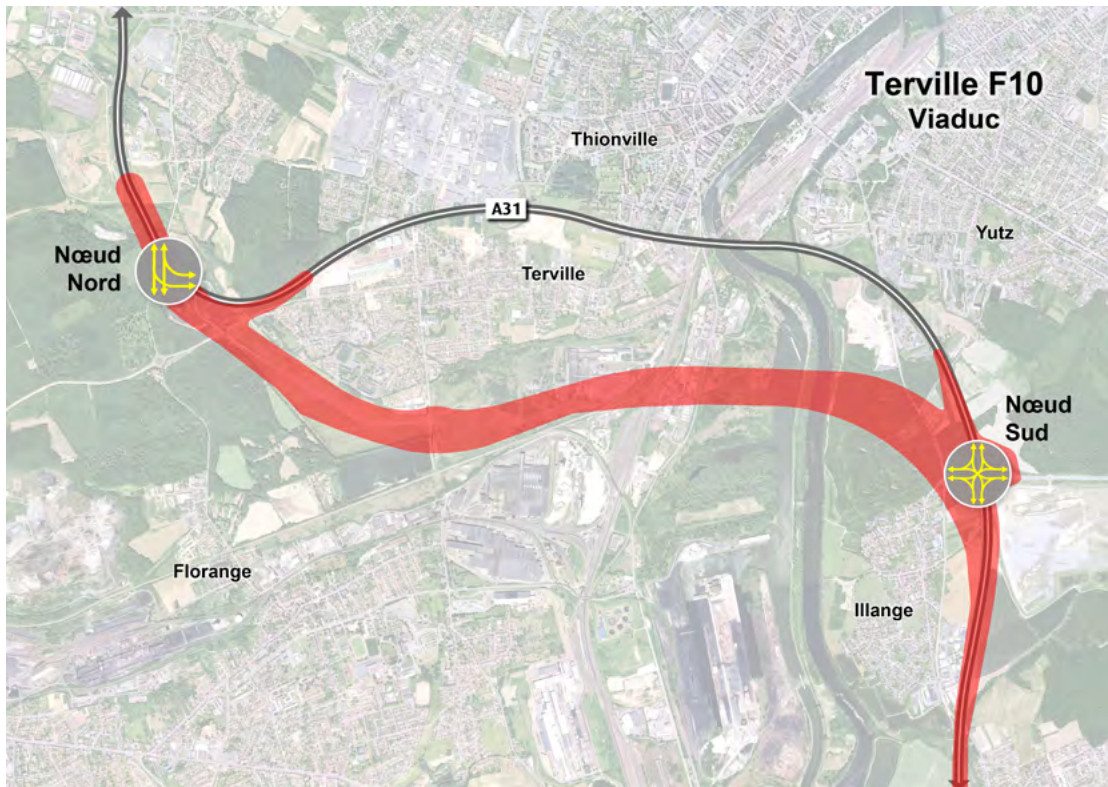 Terville F10
Viaduc
Thionville
A31
Yutz
Nœud
Nord
Terville
Nœud
Sud
Florange
Illange